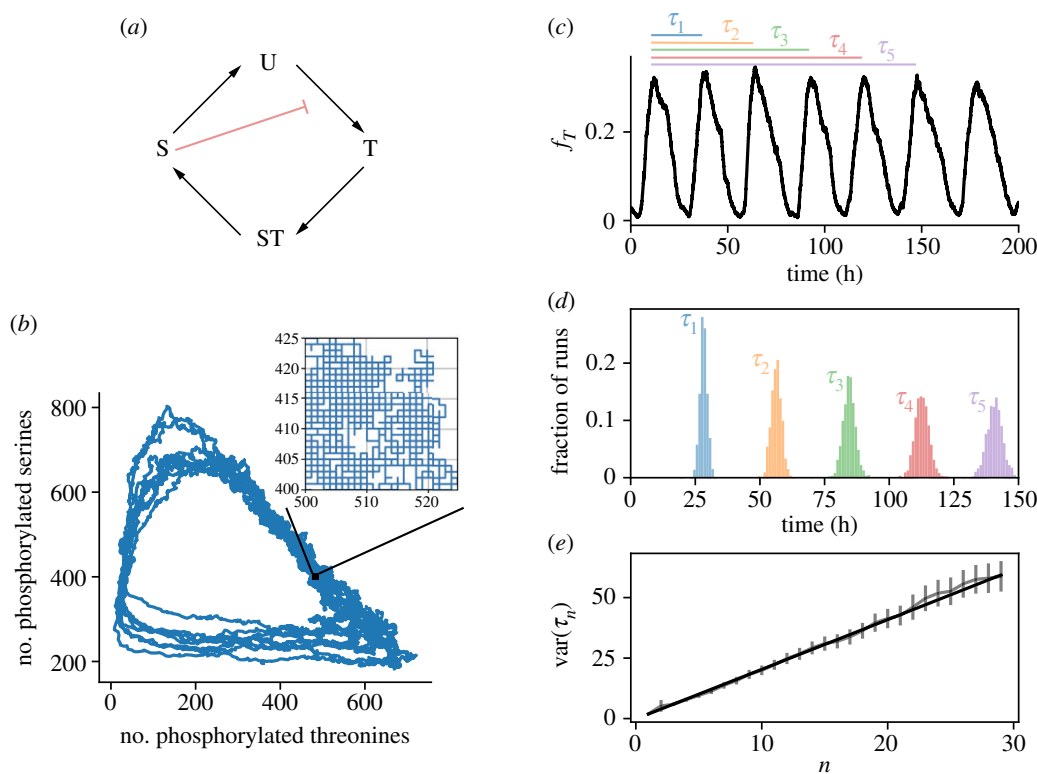 (a)
U
S
T
ST
(b)
no. phosphorylated serines
800
600
400
200
0
200
400
600
no. phosphorylated threonines
425
420
415
410
405
400
500
510
520
(c)
τ1
τ2
τ3
τ4
τ5
f_T
0.2
0
0
50
100
150
200
time (h)
(d)
τ1
τ2
τ3
τ4
τ5
fraction of runs
0.2
0.1
0
0
25
50
75
100
125
150
time (h)
(e)
var(τn)
50
25
0
0
10
20
30
n